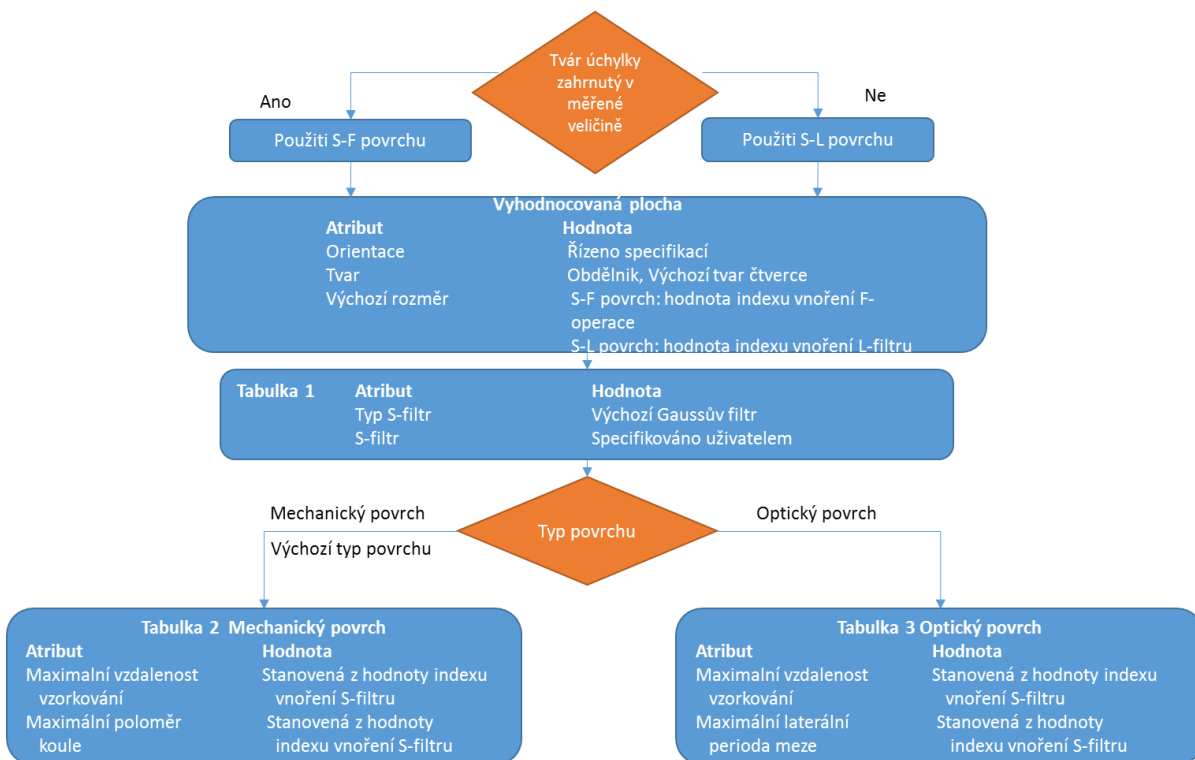 Tvár úchylky
zahrnutý v
měřené
veličině
Ano
Ne
Použiti S-F povrchu
Použiti S-L povrchu
Vyhodnocovaná plocha
Atribut Hodnota
Orientace Řízeno specifikací
Tvar Obdělnik, Výchozí tvar čtverce
Výchozí rozměr S-F povrch: hodnota indexu vnoření F-
operace
S-L povrch: hodnota indexu vnoření L-filtru
Tabulka 1 Atribut Hodnota
Typ S-filtr Výchozí Gaussův filtr
S-filtr Specifikováno uživatelem
Mechanický povrch
Výchozí typ povrchu
Typ povrchu
Optický povrch
Tabulka 2 Mechanický povrch
Atribut Hodnota
Maximalní vzdalenost Stanovená z hodnoty indexu
vzorkování vnoření S-filtru
Maximální poloměr Stanovená z hodnoty
koule indexu vnoření S-filtru
Tabulka 3 Optický povrch
Atribut Hodnota
Maximalní vzdalenost Stanovená z hodnoty indexu
vzorkování vnoření S-filtru
Maximální laterální Stanovená z hodnoty
perioda meze indexu vnoření S-filtru